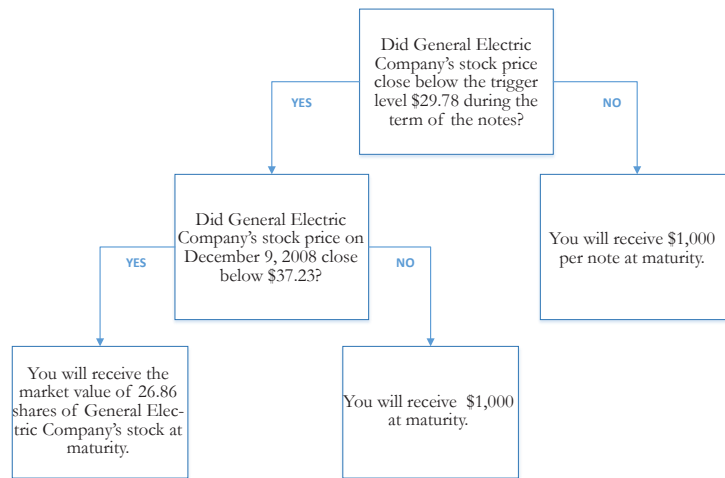 Did General Electric
Company's stock price
close below the trigger
level $29.78 during the
term of the notes?
YES
NO
Did General Electric
Company's stock price on
December 9, 2008 close
below $37.23?
You will receive $1,000
per note at maturity.
YES
NO
You will receive the
market value of 26.86
shares of General Elec-
tric Company's stock at
maturity.
You will receive $1,000
at maturity.